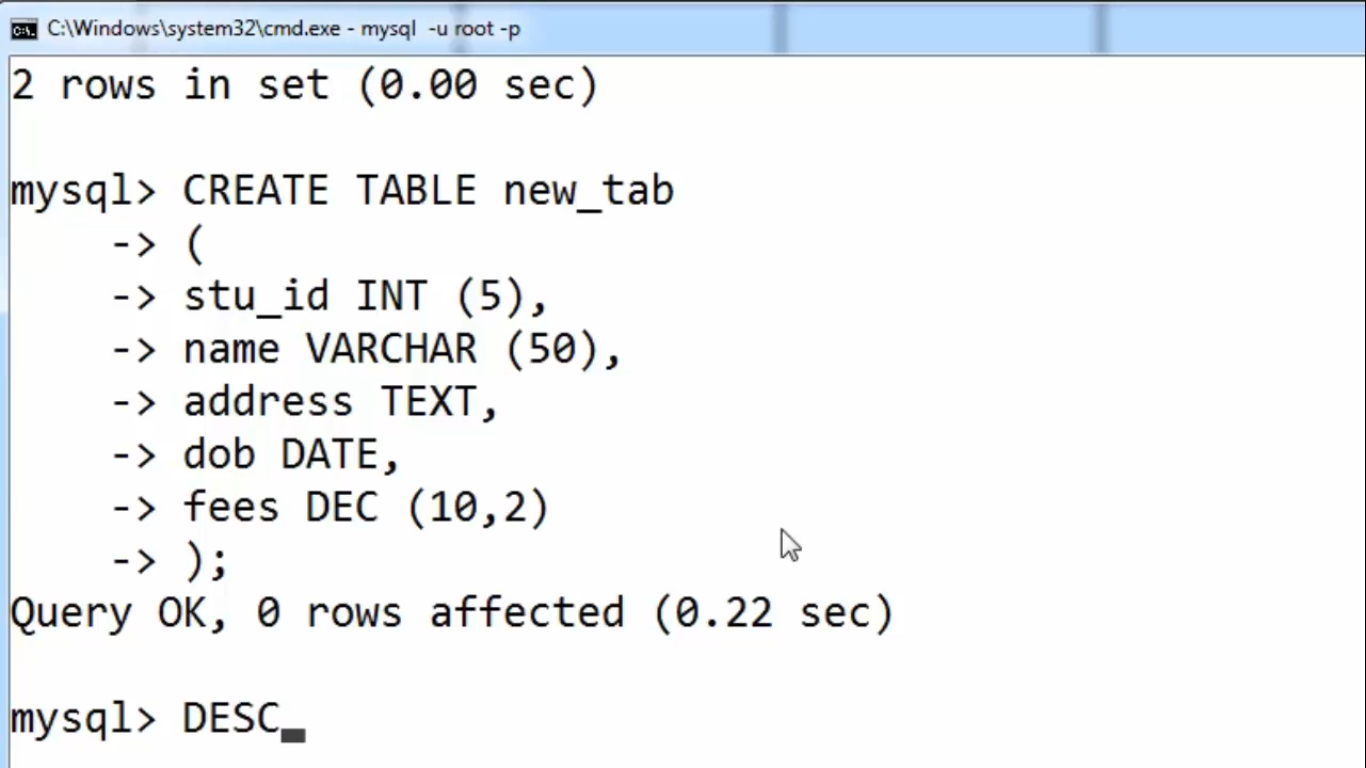 C:\Windows\system32\cmd.exe - mysql -u root -p
2 rows in set (0.00 sec)
mysql> CREATE TABLE new_tab
-> (
-> stu_id INT (5),
-> name VARCHAR (50),
-> address TEXT,
-> dob DATE,
-> fees DEC (10,2)
-> );
Query OK, 0 rows affected (0.22 sec)
mysql> DESC